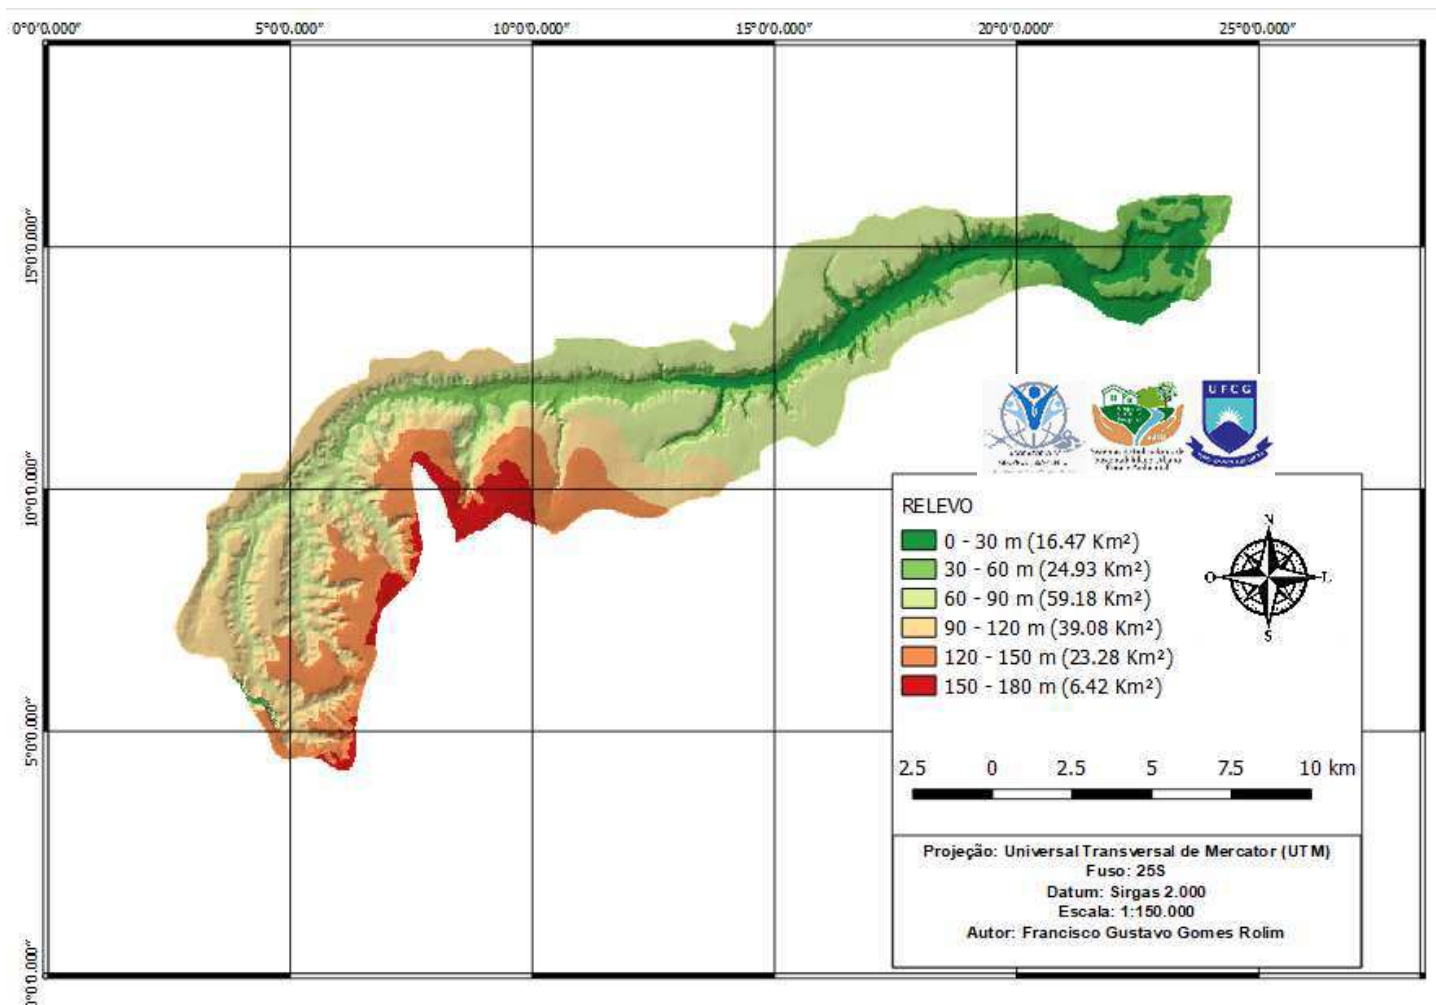 0°0'0.000" 5°0'0.000" 10°0'0.000" 15°0'0.000" 20°0'0.000" 25°0'0.000"
15°0'0.000"
10°0'0.000"
5°0'0.000"
0°0'0.000"
UFCG
RELEVO
0 - 30 m (16.47 Km²)
30 - 60 m (24.93 Km²)
60 - 90 m (59.18 Km²)
90 - 120 m (39.08 Km²)
120 - 150 m (23.28 Km²)
150 - 180 m (6.42 Km²)
N
O L
S
2.5 0 2.5 5 7.5 10 km
Projeção: Universal Transversal de Mercator (UTM)
Fuso: 25S
Datum: Sirgas 2.000
Escala: 1:150.000
Autor: Francisco Gustavo Gomes Rolim